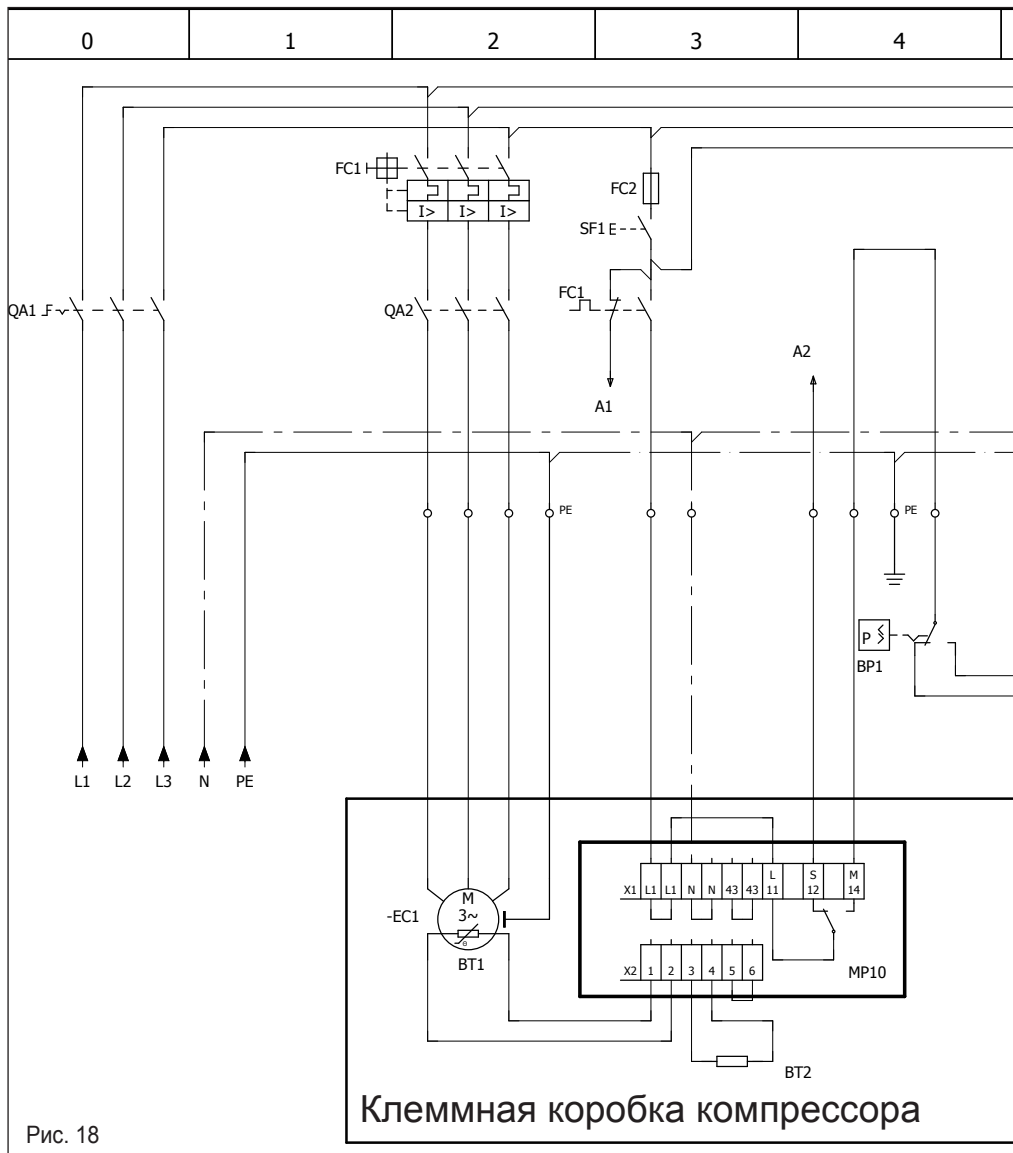 0 1 2 3 4
FC1
I> I> I>
FC2
SF1
QA1
QA2
FC1
A1
A2
PE
PE
P
BP1
L1 L2 L3 N PE
-EC1
M
3~
θ
BT1
X1 L1 L1 N N 43 43 L 11 S 12 M 14
X2 1 2 3 4 5 6
MP10
BT2
Клеммная коробка компрессора
Рис. 18